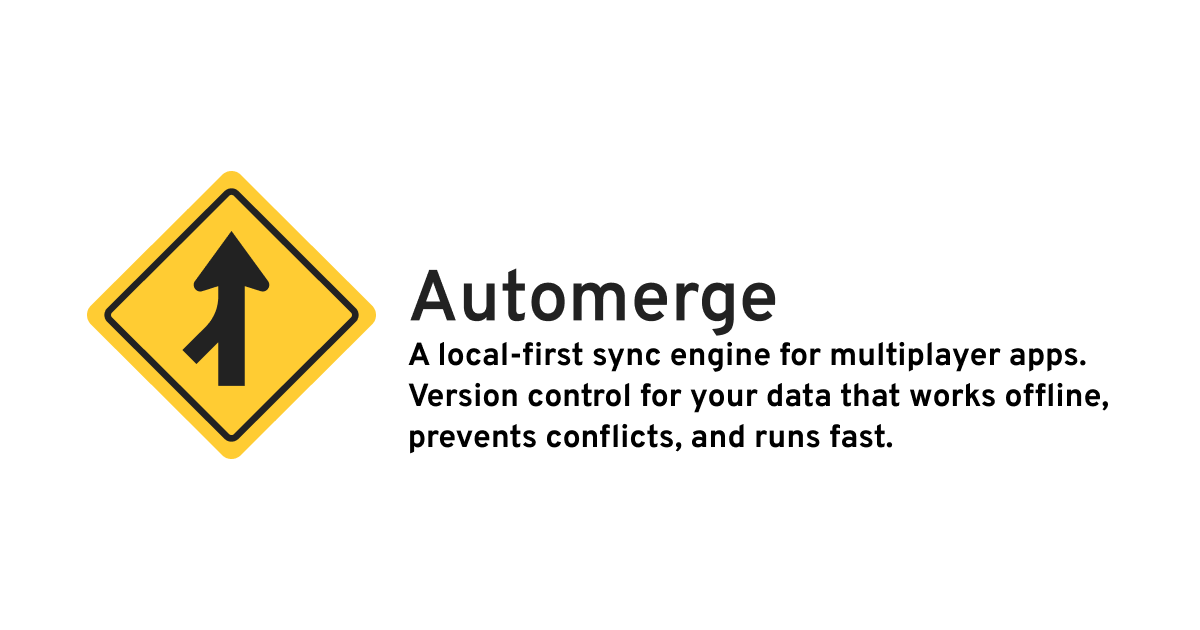 Automerge
A local-first sync engine for multiplayer apps.
Version control for your data that works offline,
prevents conflicts, and runs fast.